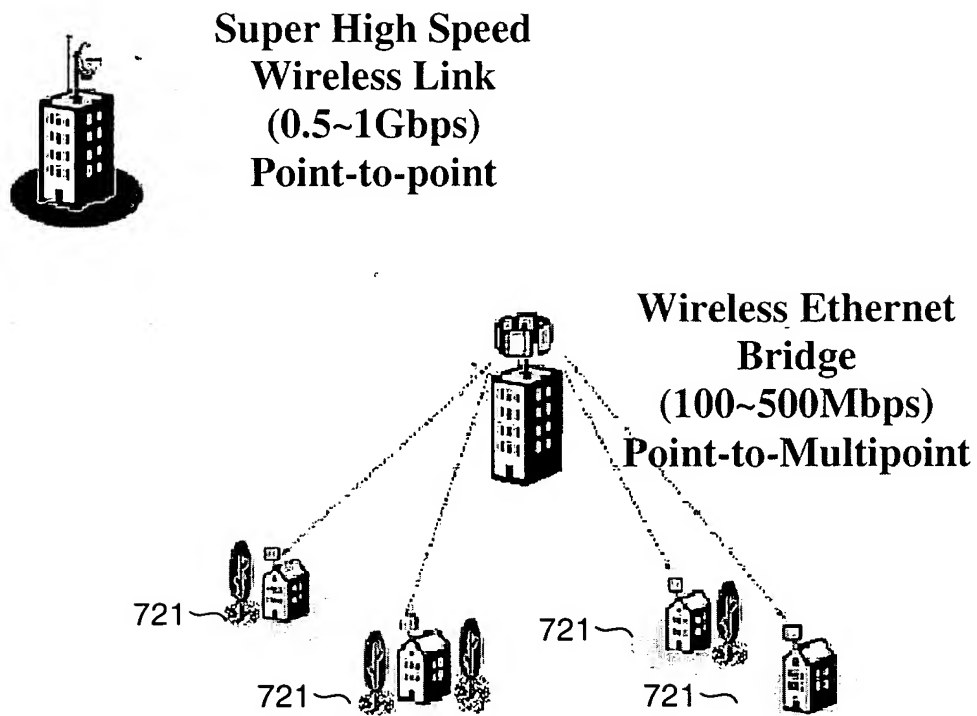 Super High Speed
Wireless Link
(0.5~1Gbps)
Point-to-point
Wireless Ethernet
Bridge
(100~500Mbps)
Point-to-Multipoint
721
721
721
721